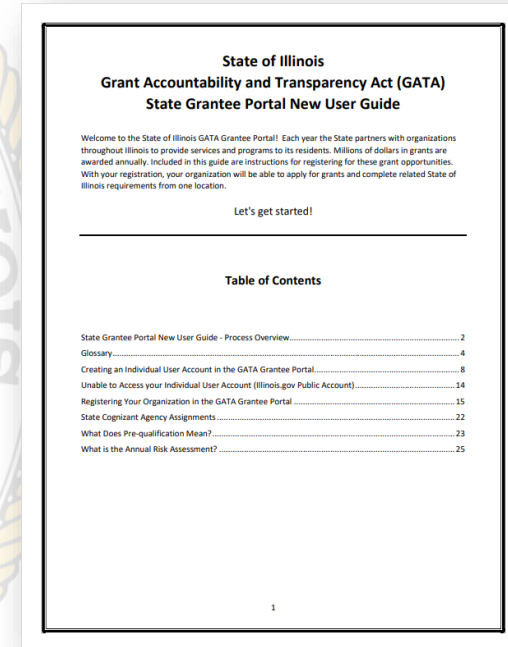 State of Illinois
Grant Accountability and Transparency Act (GATA)
State Grantee Portal New User Guide
Welcome to the State of Illinois GATA Grantee Portal!  Each year the State partners with organizations
throughout Illinois to provide services and programs to its residents. Millions of dollars in grants are
awarded annually. Included in this guide are instructions for registering for these grant opportunities.
With your registration, your organization will be able to apply for grants and complete related State of
Illinois requirements from one location.
Let's get started!
Table of Contents
State Grantee Portal New User Guide - Process Overview.......................................................................2
Glossary.......................................................................................................................................4
Creating an Individual User Account in the GATA Grantee Portal............................................................8
Unable to Access your Individual User Account (Illinois.gov Public Account)..........................................14
Registering Your Organization in the GATA Grantee Portal ....................................................................15
State Cognizant Agency Assignments ....................................................................................................22
What Does Pre-qualification Mean?......................................................................................................23
What is the Annual Risk Assessment? ...................................................................................................25
1